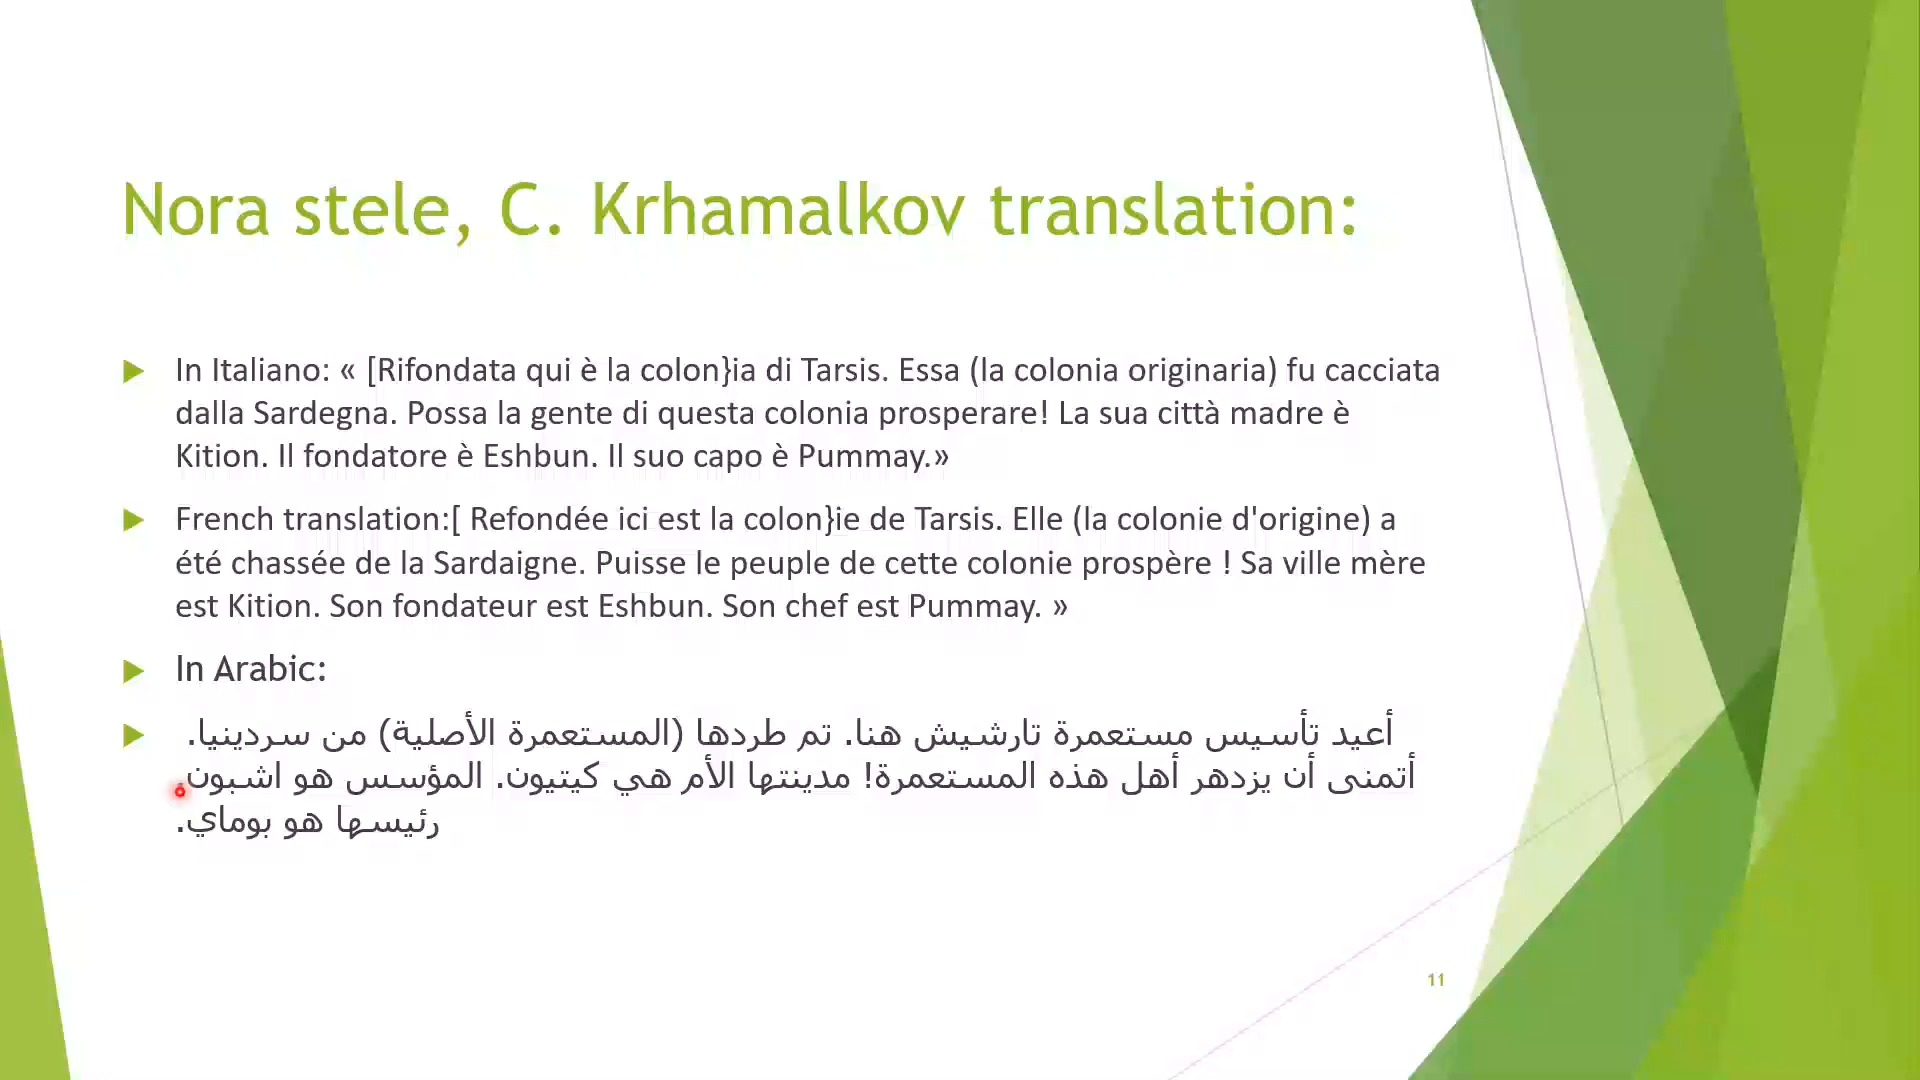 Nora stele, C. Krhamalkov translation:
In Italiano: « [Rifondata qui è la colon}ia di Tarsis. Essa (la colonia originaria) fu cacciata
dalla Sardegna. Possa la gente di questa colonia prosperare! La sua città madre è
Kition. Il fondatore è Eshbun. Il suo capo è Pummay.»
French translation:[ Refondée ici est la colon}ie de Tarsis. Elle (la colonie d'origine) a
été chassée de la Sardaigne. Puisse le peuple de cette colonie prospère ! Sa ville mère
est Kition. Son fondateur est Eshbun. Son chef est Pummay. »
In Arabic:
أعيد تأسيس مستعمرة تارشيش هنا. تم طردها (المستعمرة الأصلية) من سردينيا.
أتمنى أن يزدهر أهل هذه المستعمرة! مدينتها الأم هي كيتيون. المؤسس هو اشبون.
رئيسها هو بوماي.
11